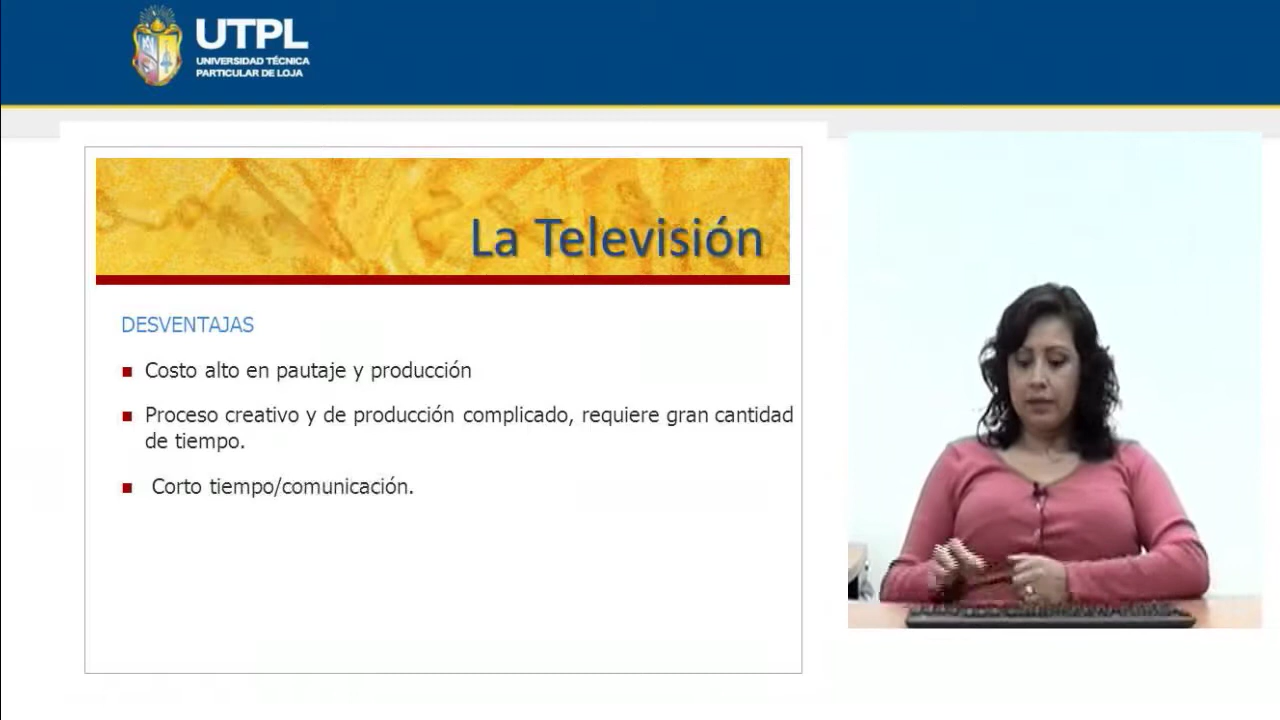 UTPL
UNIVERSIDAD TÉCNICA
PARTICULAR DE LOJA
La Televisión
DESVENTAJAS
Costo alto en pautaje y producción
Proceso creativo y de producción complicado, requiere gran cantidad
de tiempo.
Corto tiempo/comunicación.